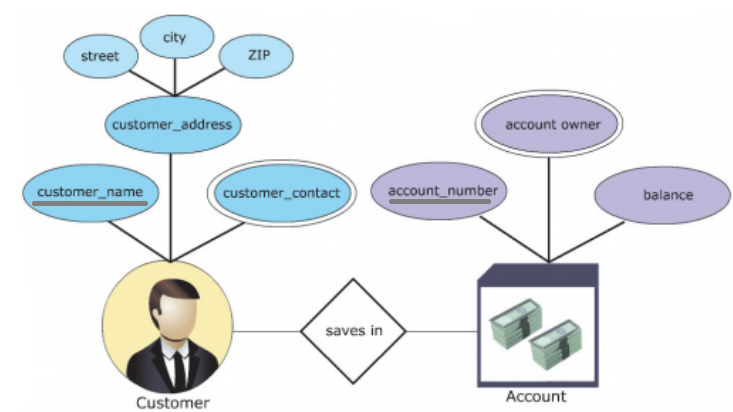 city
street
ZIP
customer_address
account owner
customer_name
customer_contact
account_number
balance
saves in
Customer
Account